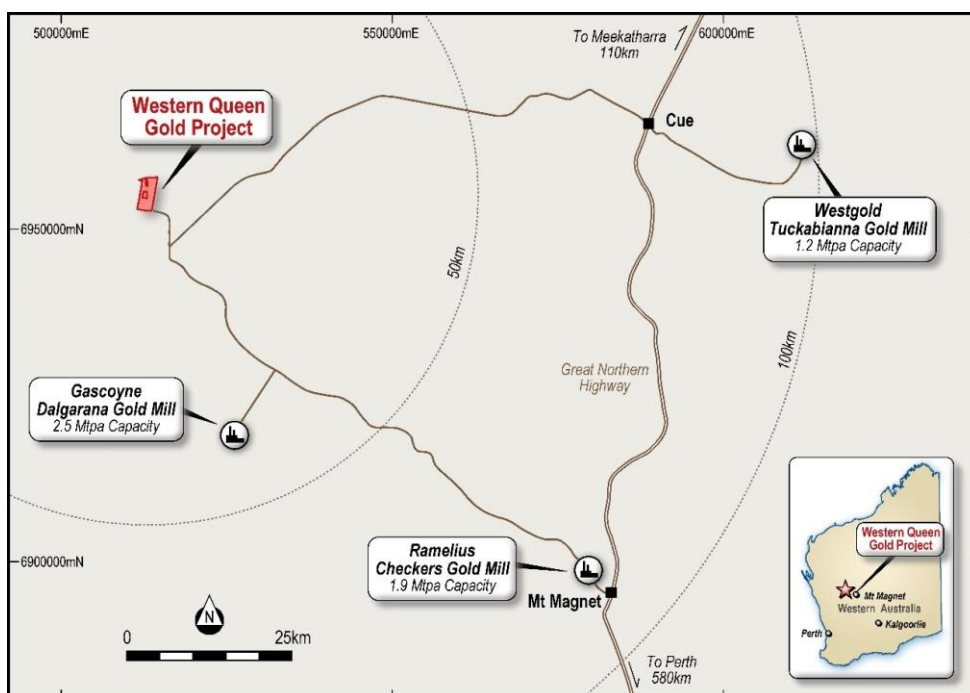 500000mE
550000mE
600000mE
To Meekatharra
110km
Western Queen
Gold Project
Cue
6950000mN
Westgold
Tuckabianna Gold Mill
1.2 Mtpa Capacity
50km
100km
Great Northern
Highway
Gascoyne
Dalgarana Gold Mill
2.5 Mtpa Capacity
6900000mN
Ramelius
Checkers Gold Mill
1.9 Mtpa Capacity
Mt Magnet
N
0
25km
To Perth
580km
Western Queen
Gold Project
Mt Magnet
Western Australia
Kalgoorlie
Perth